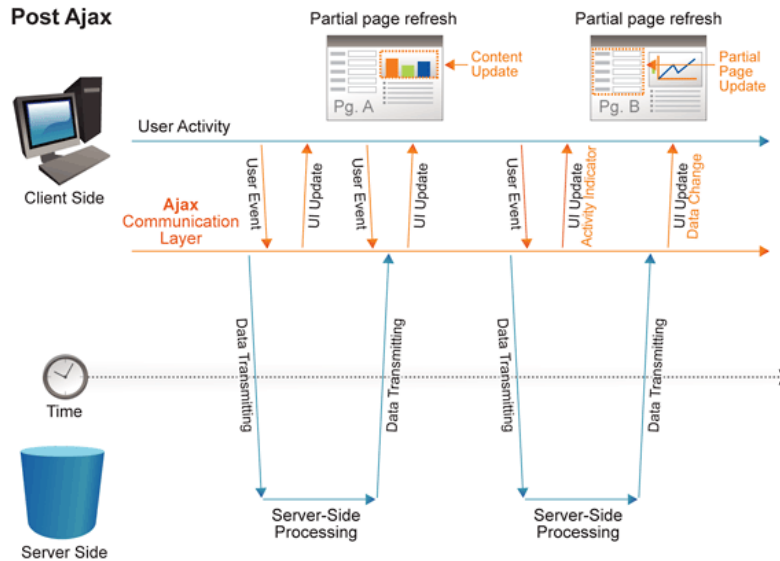 Post Ajax
Partial page refresh
Partial page refresh
Content
Update
Pg. A
Partial
Page
Update
Pg. B
User Activity
Client Side
Ajax
Communication
Layer
User Event
UI Update
User Event
UI Update
User Event
UI Update
Activity Indicator
UI Update
Data Change
Data Transmitting
Data Transmitting
Data Transmitting
Data Transmitting
Time
Server-Side
Processing
Server-Side
Processing
Server Side